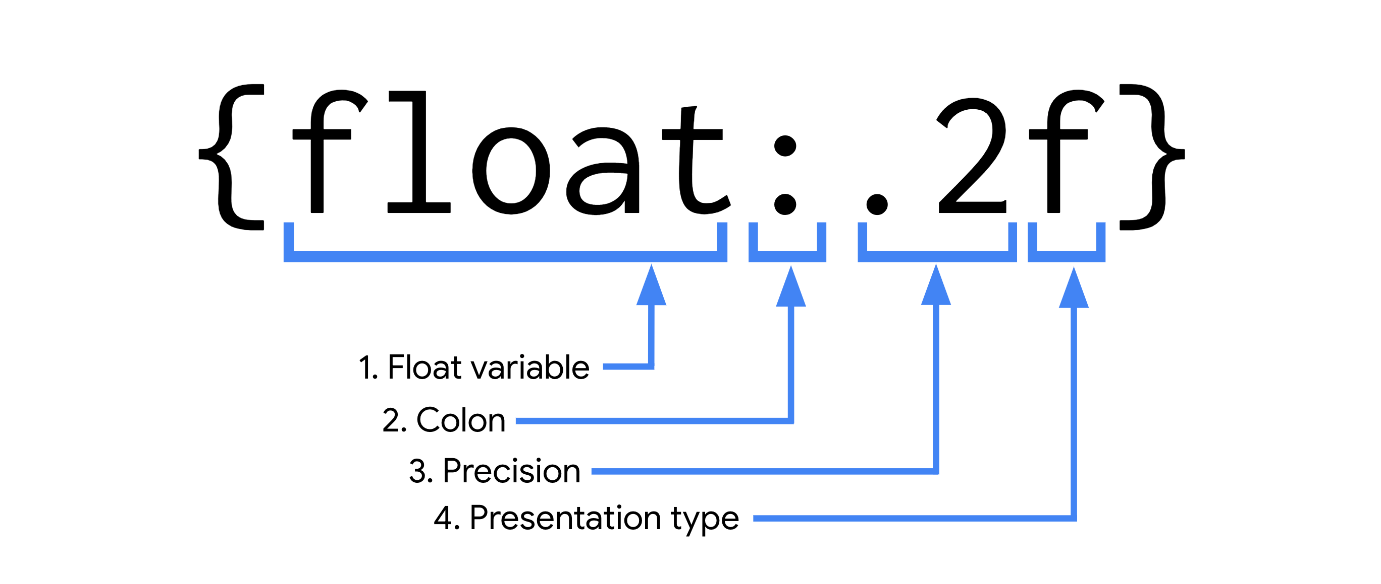 {float:.2f}
1. Float variable
2. Colon
3. Precision
4. Presentation type